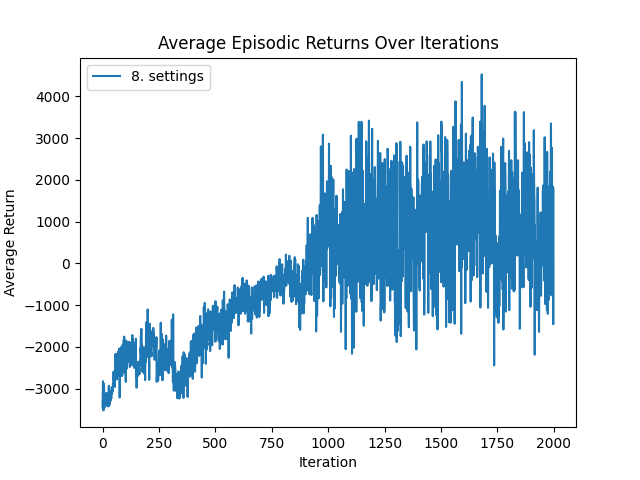 Average Episodic Returns Over Iterations
8. settings
Average Return
4000
3000
2000
1000
0
−1000
−2000
−3000
0 250 500 750 1000 1250 1500 1750 2000
Iteration